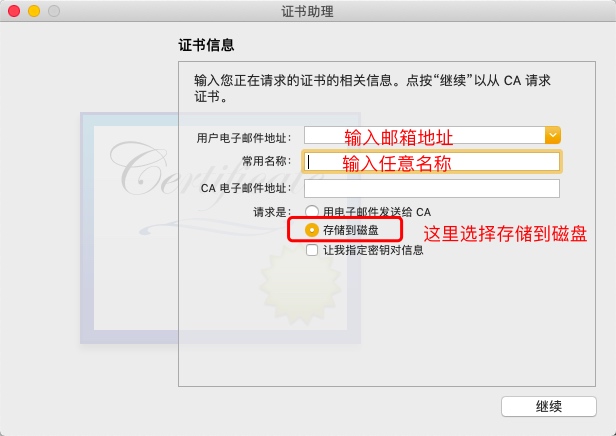 证书助理
证书信息
输入您正在请求的证书的相关信息。点按“继续”以从 CA 请求
证书。
用户电子邮件地址： 输入邮箱地址
常用名称： 输入任意名称
CA 电子邮件地址：
请求是： 用电子邮件发送给 CA
存储到磁盘 这里选择存储到磁盘
让我指定密钥对信息
Certificate
继续